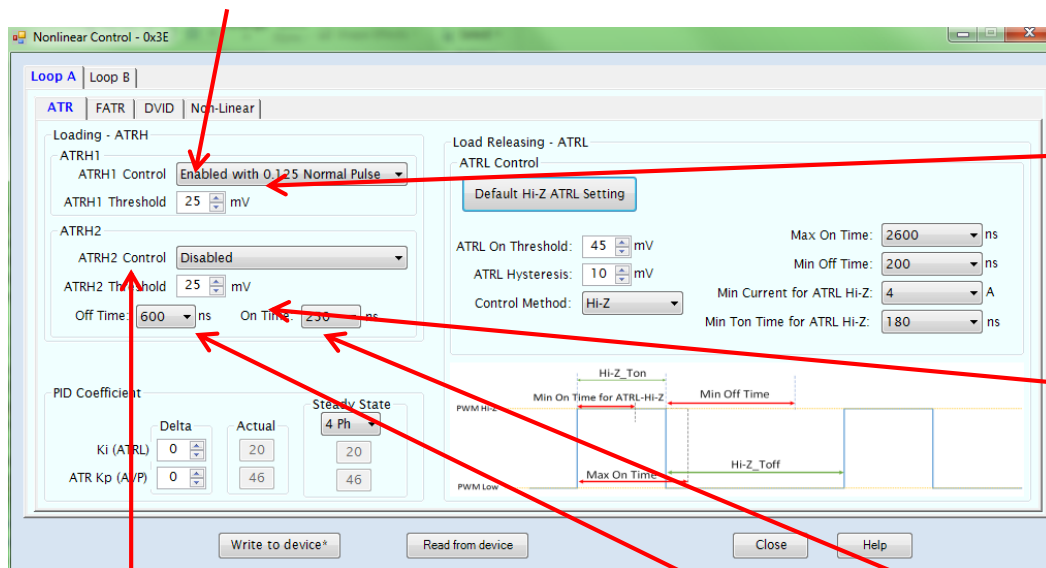 Nonlinear Control - 0x3E
Loop A Loop B
ATR FATR DVID Non-Linear
Loading - ATRH
ATRH1
ATRH1 Control Enabled with 0.125 Normal Pulse
ATRH1 Threshold 25 mV
ATRH2
ATRH2 Control Disabled
ATRH2 Threshold 25 mV
Off Time: 600 ns On Time 250 ns
PID Coefficient
Delta Actual Steady State
4 Ph
Ki (ATRL) 0 20 20
ATR Kp (AVP) 0 46 46
Load Releasing - ATRL
ATRL Control
Default Hi-Z ATRL Setting
ATRL On Threshold: 45 mV
ATRL Hysteresis: 10 mV
Control Method: Hi-Z
Max On Time: 2600 ns
Min Off Time: 200 ns
Min Current for ATRL Hi-Z: 4 A
Min Ton Time for ATRL Hi-Z: 180 ns
Hi-Z_Ton
Min On Time for ATRL-Hi-Z Min Off Time
PWM Hi-Z
Hi-Z_Toff
Max On Time
PWM Low
Write to device* Read from device Close Help